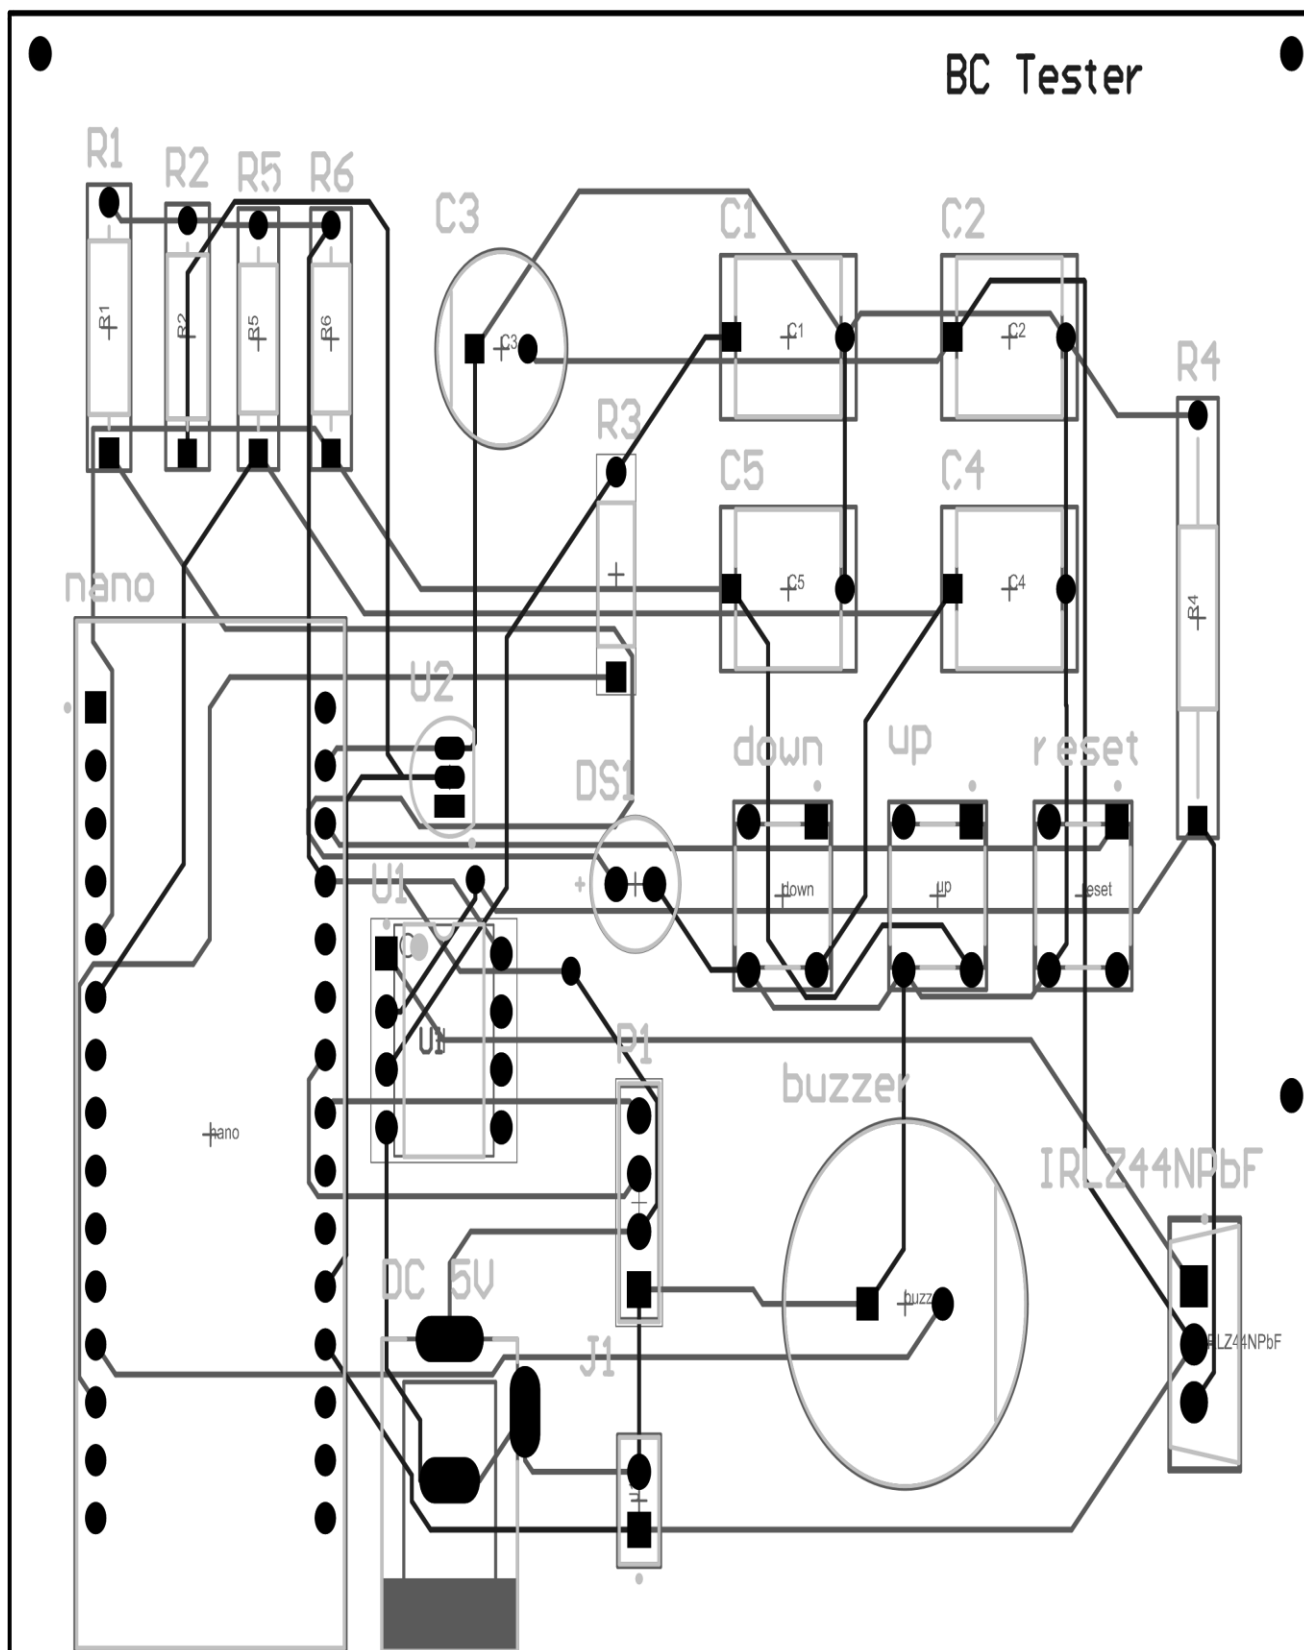 BC Tester
R1
R2
R5
R6
C3
C1
C2
R1
R2
R5
R6
C3
C1
C2
R4
R3
C5
C4
nano
C5
C4
R4
U2
down
up
reset
DS1
U1
+
down
up
reset
U1
P1
buzzer
nano
IRLZ44NPbF
DC 5V
buzz
J1
RLZ44NPbF